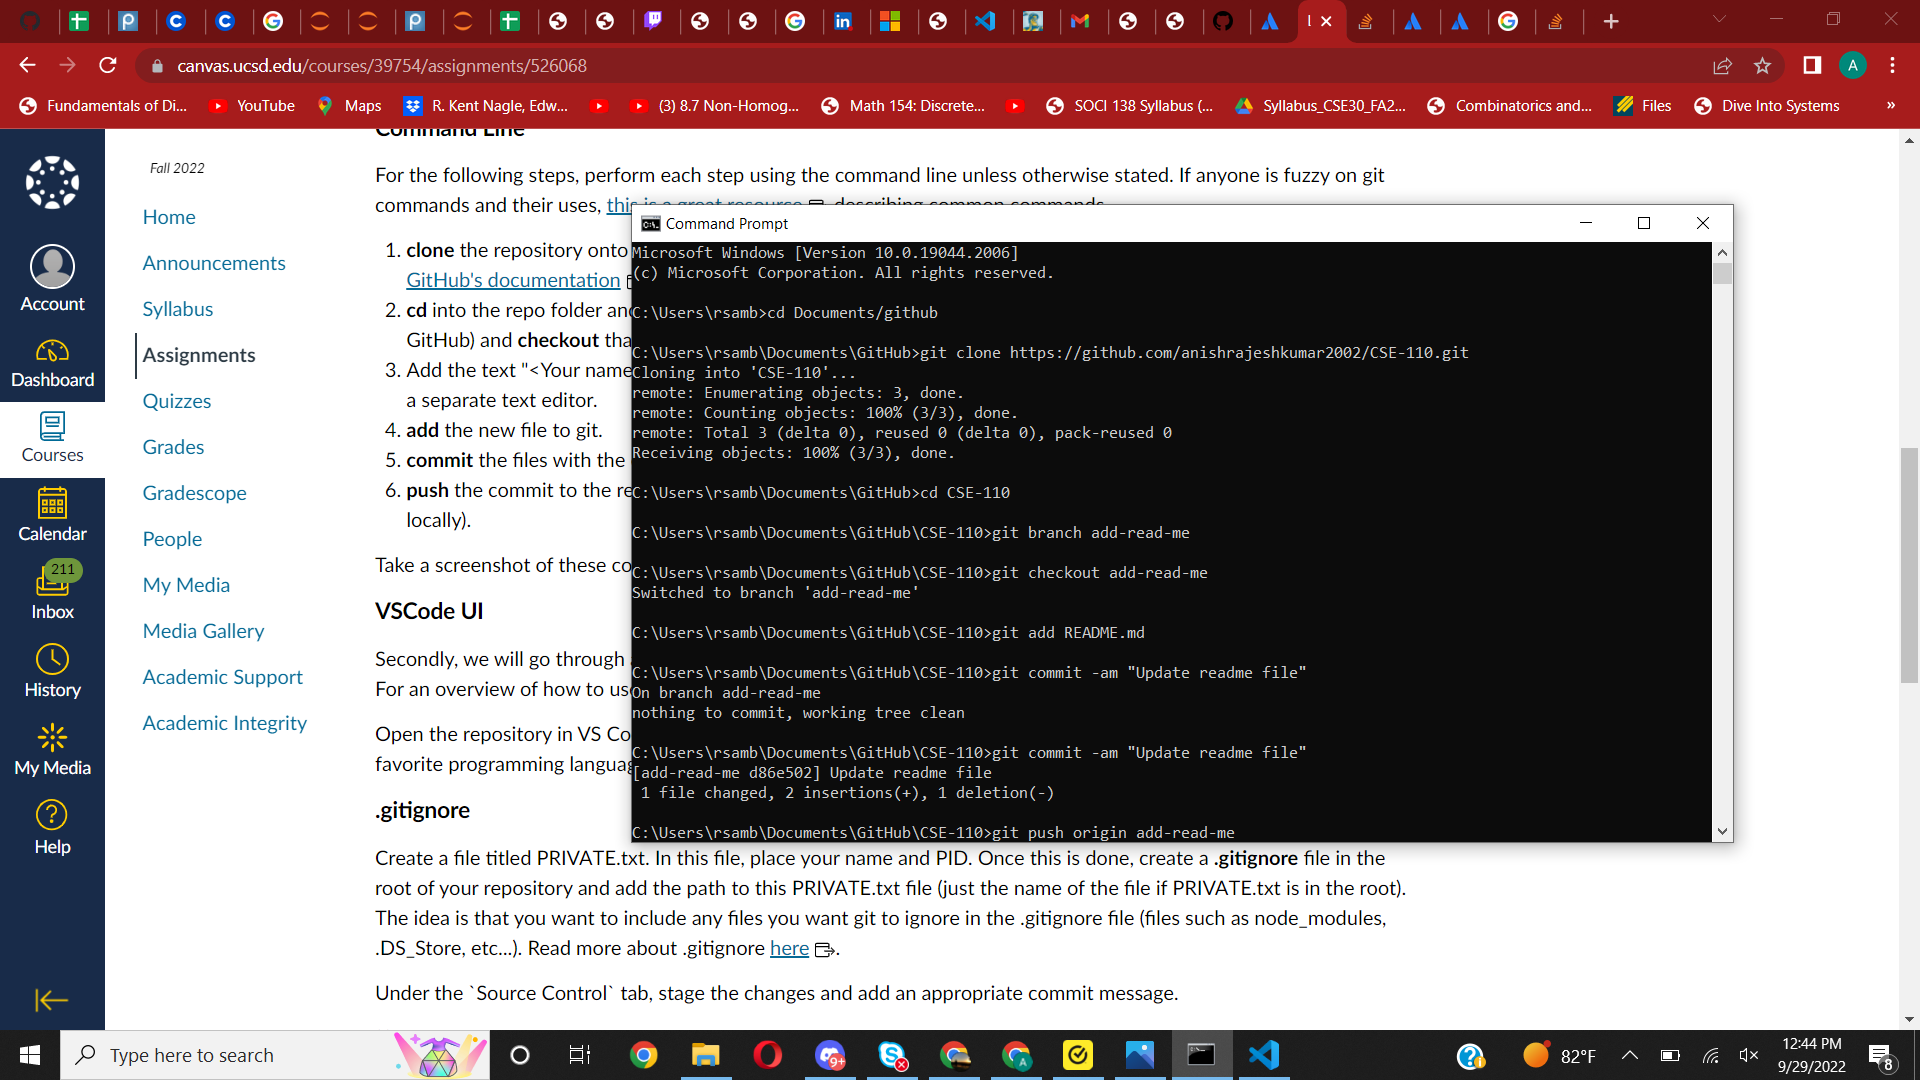 canvas.ucsd.edu/courses/39754/assignments/526068
A
Fundamentals of Di...
YouTube
Maps
R. Kent Nagle, Edw...
(3) 8.7 Non-Homog...
Math 154: Discrete...
SOCI 138 Syllabus (...
Syllabus_CSE30_FA2...
Combinatorics and...
Files
Dive Into Systems
»
Account
Dashboard
Courses
Calendar
211
Inbox
History
My Media
Help
Fall 2022
Home
Announcements
Syllabus
Assignments
Quizzes
Grades
Gradescope
People
My Media
Media Gallery
Academic Support
Academic Integrity
Command Line
For the following steps, perform each step using the command line unless otherwise stated. If anyone is fuzzy on git
commands and their uses, this is a great resource describing common commands.
1. clone the repository onto
GitHub's documentation
2. cd into the repo folder and
GitHub) and checkout tha
3. Add the text "<Your name
a separate text editor.
4. add the new file to git.
5. commit the files with the
6. push the commit to the re
locally).
Take a screenshot of these co
VSCode UI
Secondly, we will go through
For an overview of how to us
Open the repository in VS Co
favorite programming languag
.gitignore
Create a file titled PRIVATE.txt. In this file, place your name and PID. Once this is done, create a .gitignore file in the
root of your repository and add the path to this PRIVATE.txt file (just the name of the file if PRIVATE.txt is in the root).
The idea is that you want to include any files you want git to ignore in the .gitignore file (files such as node_modules,
.DS_Store, etc...). Read more about .gitignore here.
Under the `Source Control` tab, stage the changes and add an appropriate commit message.
Command Prompt
Microsoft Windows [Version 10.0.19044.2006]
(c) Microsoft Corporation. All rights reserved.
C:\Users\rsamb>cd Documents/github
C:\Users\rsamb\Documents\GitHub>git clone https://github.com/anishrajeshkumar2002/CSE-110.git
Cloning into 'CSE-110'...
remote: Enumerating objects: 3, done.
remote: Counting objects: 100% (3/3), done.
remote: Total 3 (delta 0), reused 0 (delta 0), pack-reused 0
Receiving objects: 100% (3/3), done.
C:\Users\rsamb\Documents\GitHub>cd CSE-110
C:\Users\rsamb\Documents\GitHub\CSE-110>git branch add-read-me
C:\Users\rsamb\Documents\GitHub\CSE-110>git checkout add-read-me
Switched to branch 'add-read-me'
C:\Users\rsamb\Documents\GitHub\CSE-110>git add README.md
C:\Users\rsamb\Documents\GitHub\CSE-110>git commit -am "Update readme file"
On branch add-read-me
nothing to commit, working tree clean
C:\Users\rsamb\Documents\GitHub\CSE-110>git commit -am "Update readme file"
[add-read-me d86e502] Update readme file
1 file changed, 2 insertions(+), 1 deletion(-)
C:\Users\rsamb\Documents\GitHub\CSE-110>git push origin add-read-me
Type here to search
9+
82°F
12:44 PM
9/29/2022
8